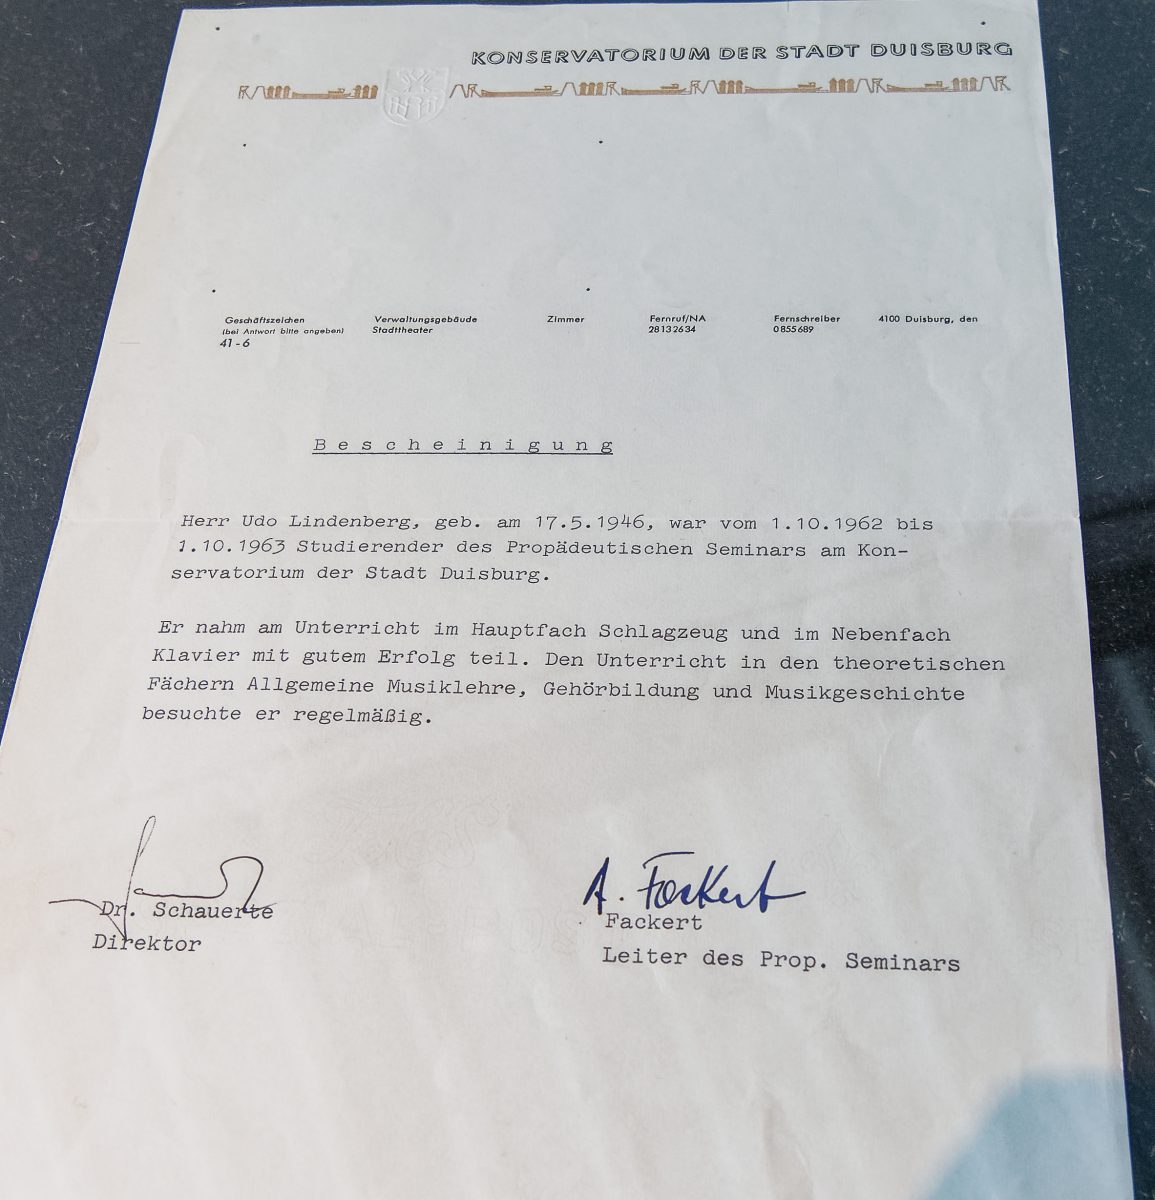 KONSERVATORIUM DER STADT DUISBURG
Geschäftszeichen Verwaltungsgebäude Zimmer Fernruf/NA Fernschreiber 4100 Duisburg, den
(bei Antwort bitte angeben) Stadttheater 28132634 0855689
41-6
Bescheinigung
Herr Udo Lindenberg, geb. am 17.5.1946, war vom 1.10.1962 bis
1.10.1963 Studierender des Propädeutischen Seminars am Kon-
servatorium der Stadt Duisburg.
Er nahm am Unterricht im Hauptfach Schlagzeug und im Nebenfach
Klavier mit gutem Erfolg teil. Den Unterricht in den theoretischen
Fächern Allgemeine Musiklehre, Gehörbildung und Musikgeschichte
besuchte er regelmäßig.
A. Fackert
Dr. Schauerte Fackert
Direktor Leiter des Prop. Seminars